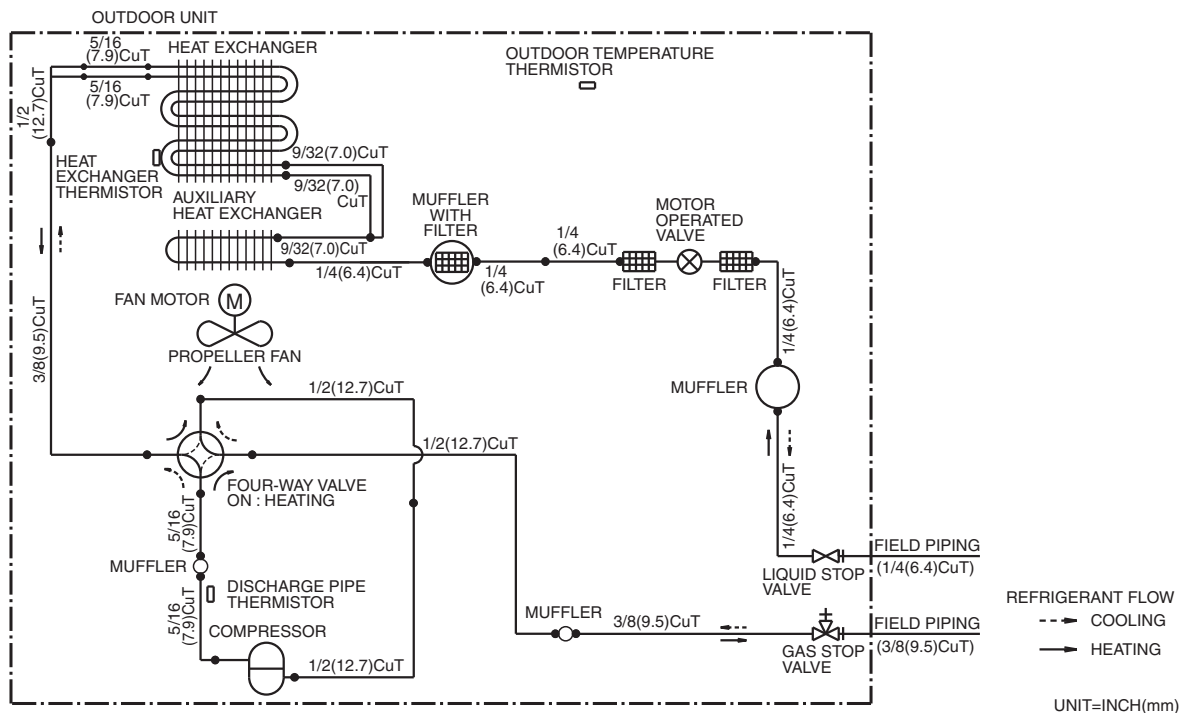 OUTDOOR UNIT
5/16
(7.9)CuT
HEAT EXCHANGER
OUTDOOR TEMPERATURE
THERMISTOR
5/16
(7.9)CuT
1/2
(12.7)CuT
HEAT
EXCHANGER
THERMISTOR
9/32(7.0)CuT
9/32(7.0)
CuT
AUXILIARY
HEAT EXCHANGER
9/32(7.0)CuT
1/4(6.4)CuT
MUFFLER
WITH
FILTER
1/4
(6.4)CuT
1/4
(6.4)CuT
MOTOR
OPERATED
VALVE
FILTER
FILTER
1/4(6.4)CuT
FAN MOTOR
M
PROPELLER FAN
3/8(9.5)CuT
MUFFLER
1/2(12.7)CuT
1/2(12.7)CuT
FOUR-WAY VALVE
ON : HEATING
1/4(6.4)CuT
5/16
(7.9)CuT
MUFFLER
5/16
(7.9)CuT
DISCHARGE PIPE
THERMISTOR
COMPRESSOR
1/2(12.7)CuT
LIQUID STOP
VALVE
FIELD PIPING
(1/4(6.4)CuT)
MUFFLER
3/8(9.5)CuT
GAS STOP
VALVE
FIELD PIPING
(3/8(9.5)CuT)
REFRIGERANT FLOW
COOLING
HEATING
UNIT=INCH(mm)